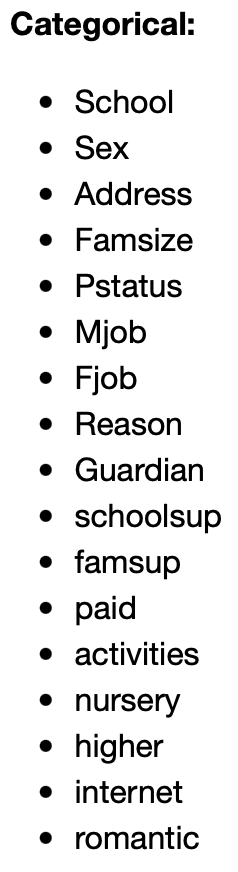 Categorical:
• School
• Sex
• Address
• Famsize
• Pstatus
• Mjob
• Fjob
• Reason
• Guardian
• schoolsup
• famsup
• paid
• activities
• nursery
• higher
• internet
• romantic